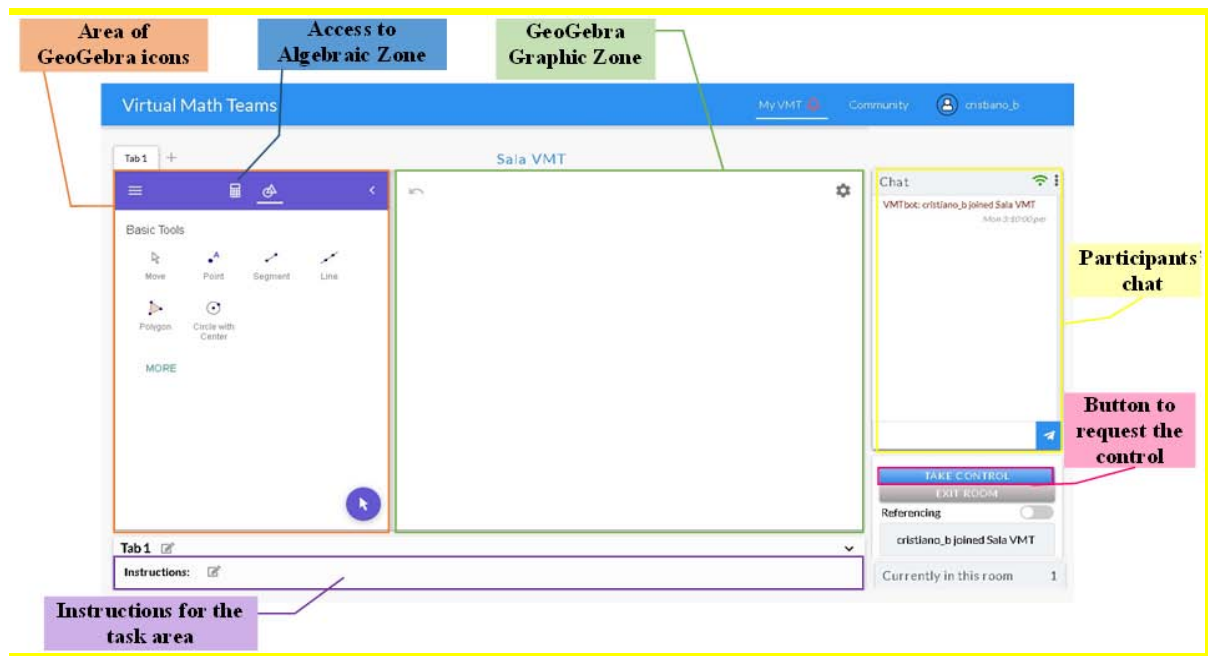 Area of
GeoGebra icons
Access to
Algebraic Zone
GeoGebra
Graphic Zone
Virtual Math Teams
My VMT
Community
cristiano_b
Tab 1
Sala VMT
Basic Tools
Move
Point
Segment
Line
Polygon
Circle with
Center
MORE
Chat
VMTbot: cristiano_b joined Sala VMT
Participants'
chat
Button to
request the
control
TAKE CONTROL
EXIT ROOM
Referencing
cristiano_b joined Sala VMT
Currently in this room 1
Tab 1
Instructions:
Instructions for the
task area